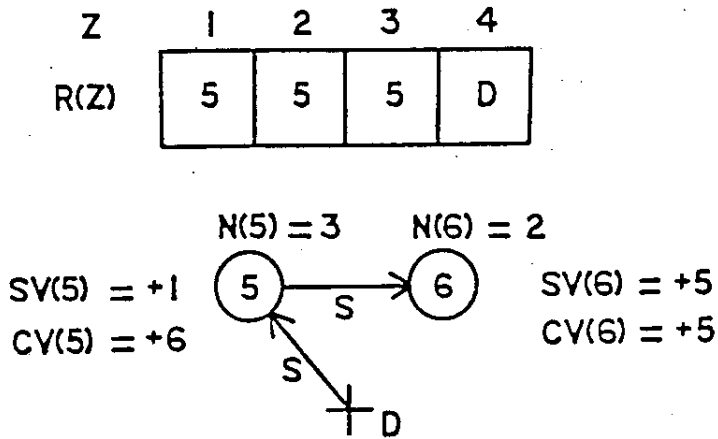 Z 1 2 3 4
R(Z) 5 5 5 D
N(5) = 3 N(6) = 2
SV(5) = +1 5 S 6 SV(6) = +5
CV(5) = +6 CV(6) = +5
S
D